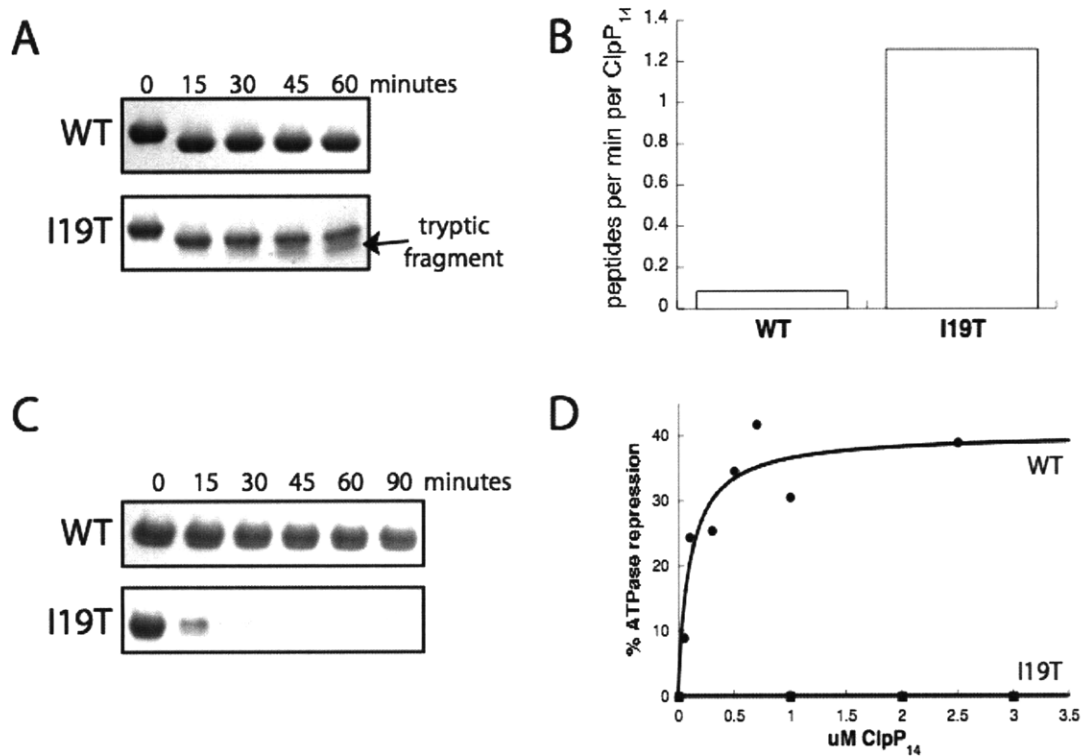 A
0 15 30 45 60 minutes
WT
I19T
tryptic
fragment
B
peptides per min per ClpP14
1.4
1.2
1
0.8
0.6
0.4
0.2
0
WT
I19T
C
0 15 30 45 60 90 minutes
WT
I19T
D
% ATPase repression
40
30
20
10
0
WT
I19T
0 0.5 1 1.5 2 2.5 3 3.5
uM ClpP14